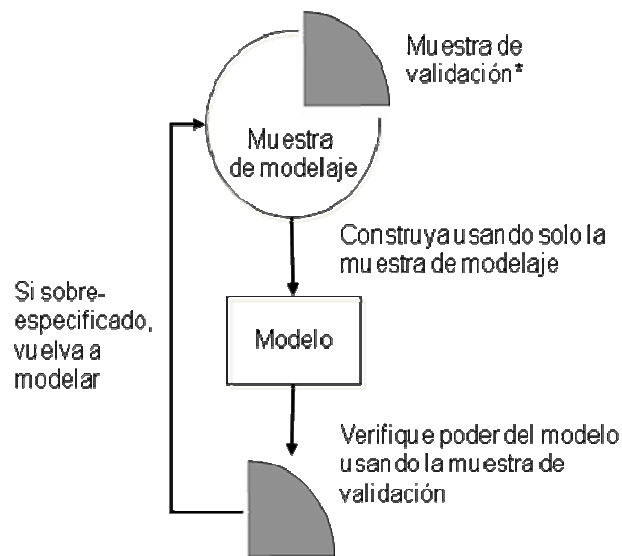 Muestra de
validación*
Muestra
de modelaje
Construya usando solo la
muestra de modelaje
Si sobre-
especificado,
vuelva a
modelar
Modelo
Verifique poder del modelo
usando la muestra de
validación